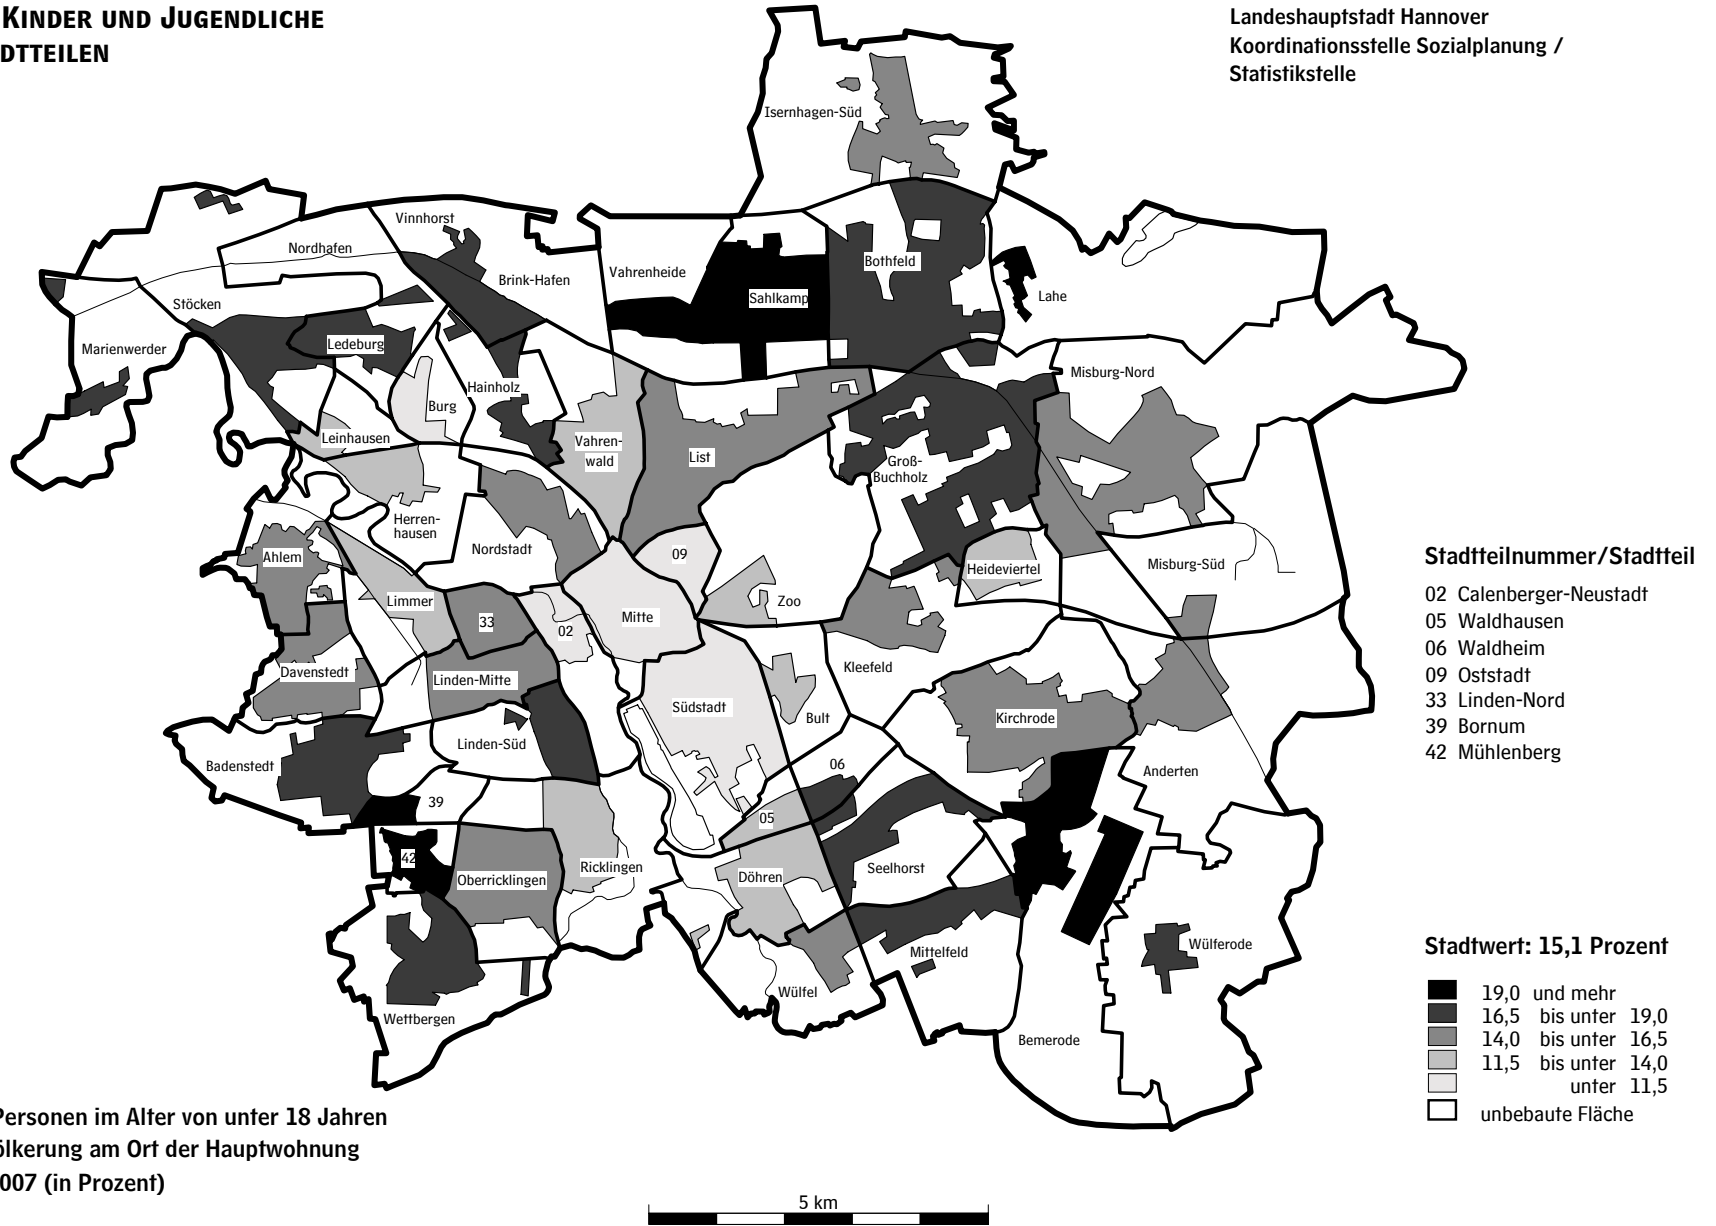 KINDER UND JUGENDLICHE
DTTEILEN
Landeshauptstadt Hannover
Koordinationsstelle Sozialplanung /
Statistikstelle
Isernhagen-Süd
Vinnhorst
Nordhafen
Brink-Hafen
Vahrenheide
Bothfeld
Sahlkamp
Lahe
Stöcken
Marienwerder
Ledeburg
Misburg-Nord
Hainholz
Burg
Leinhausen
Vahren-
wald
List
Groß-
Buchholz
Herren-
hausen
Nordstadt
09
Ahlem
Heideviertel
Misburg-Süd
Limmer
Zoo
33
02
Mitte
Davenstedt
Linden-Mitte
Kleefeld
Südstadt
Bult
Kirchrode
Linden-Süd
Badenstedt
06
Anderten
39
05
42
Oberricklingen
Ricklingen
Döhren
Seelhorst
Mittelfeld
Wülferode
Wülfel
Wettbergen
Bemerode
Stadtteilnummer/Stadtteil
02 Calenberger-Neustadt
05 Waldhausen
06 Waldheim
09 Oststadt
33 Linden-Nord
39 Bornum
42 Mühlenberg
Stadtwert: 15,1 Prozent
19,0 und mehr
16,5 bis unter 19,0
14,0 bis unter 16,5
11,5 bis unter 14,0
unter 11,5
unbebaute Fläche
Personen im Alter von unter 18 Jahren
ölkerung am Ort der Hauptwohnung
007 (in Prozent)
5 km